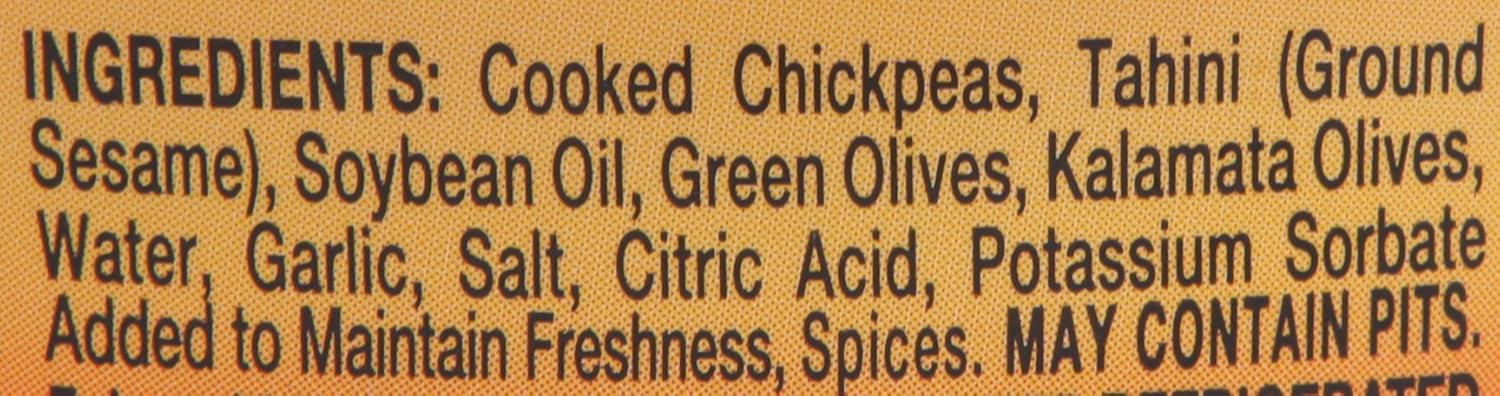 INGREDIENTS: Cooked Chickpeas, Tahini (Ground
Sesame), Soybean Oil, Green Olives, Kalamata Olives,
Water, Garlic, Salt, Citric Acid, Potassium Sorbate
Added to Maintain Freshness, Spices. MAY CONTAIN PITS.
REFRIGERATED